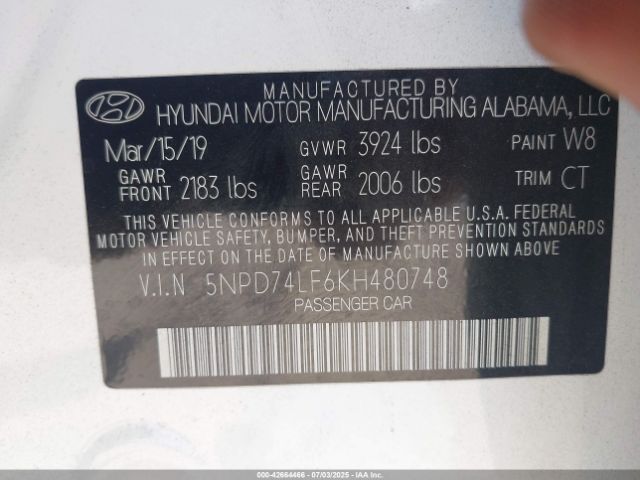 MANUFACTURED BY
HYUNDAI MOTOR MANUFACTURING ALABAMA, LLC
Mar/15/19 GVWR 3924 lbs PAINT W8
GAWR FRONT 2183 lbs GAWR REAR 2006 lbs TRIM CT
THIS VEHICLE CONFORMS TO ALL APPLICABLE U.S.A. FEDERAL
MOTOR VEHICLE SAFETY, BUMPER, AND THEFT PREVENTION STANDARDS
IN EFFECT ON THE DATE OF MANUFACTURE SHOWN ABOVE
V.I.N 5NPD74LF6KH480748
PASSENGER CAR
000-42664466 - 07/03/2025 - IAAI.COM